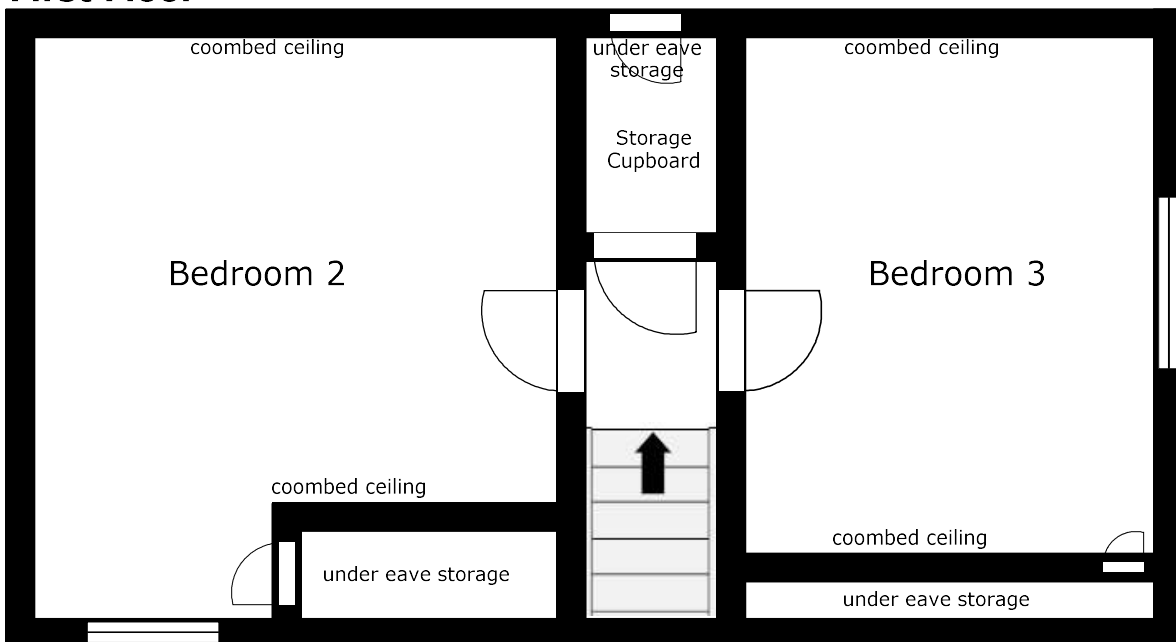 coombed ceiling
under eave
storage
coombed ceiling
Storage
Cupboard
Bedroom 2
Bedroom 3
coombed ceiling
coombed ceiling
under eave storage
under eave storage